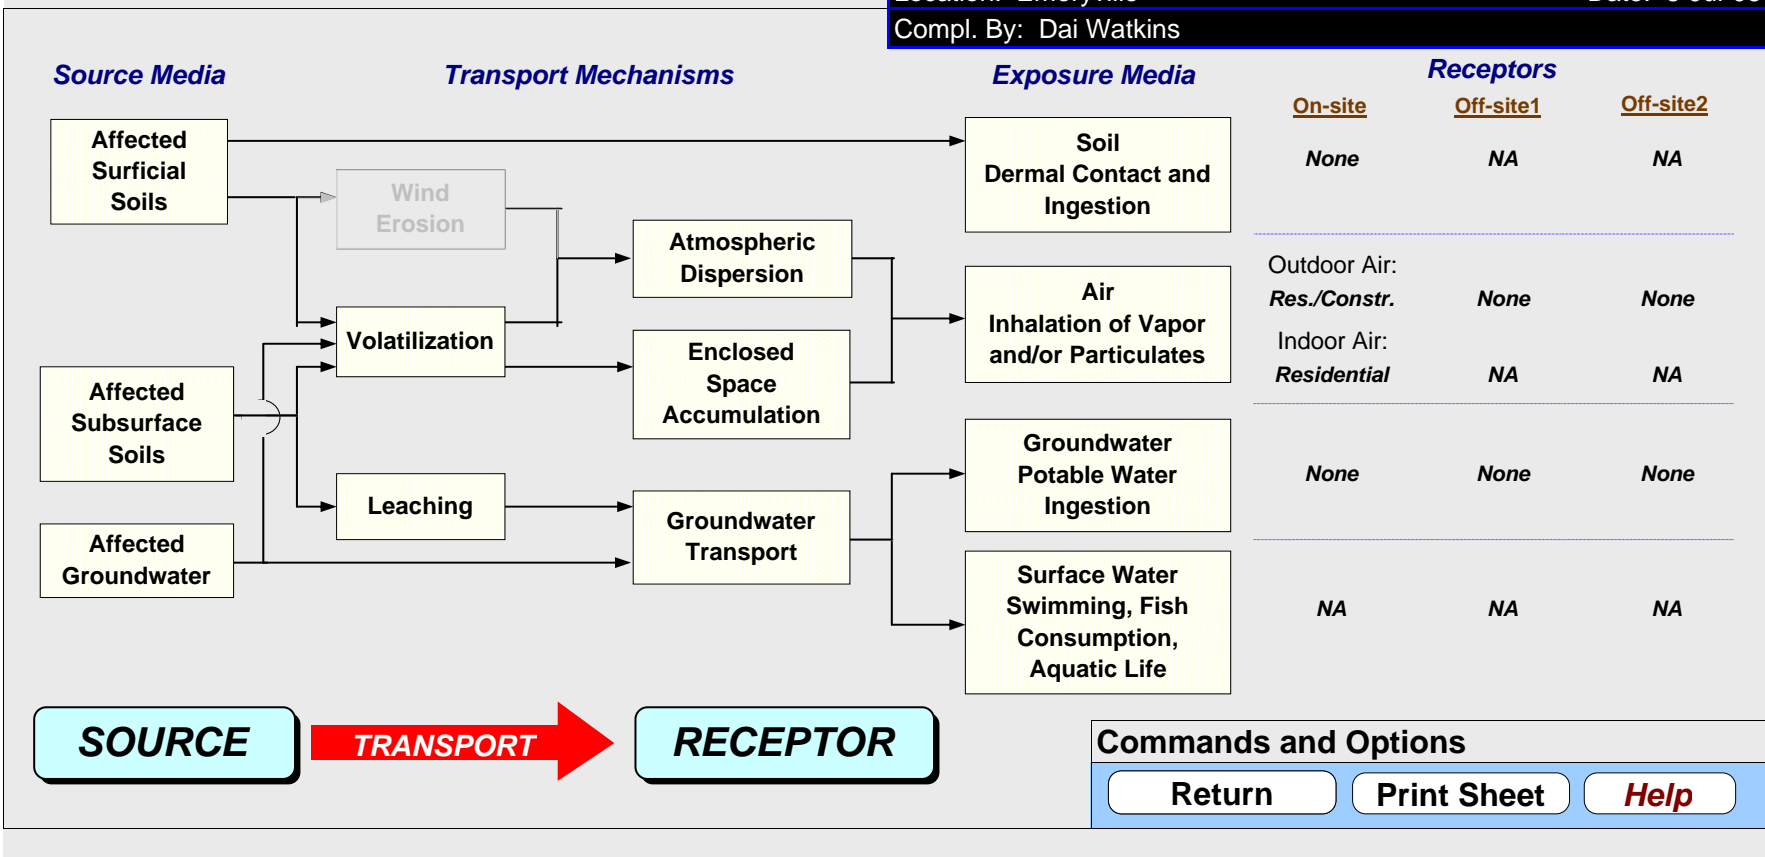 Compl. By: Dai Watkins
Source Media
Transport Mechanisms
Exposure Media
Receptors
On-site
Off-site1
Off-site2
Affected
Surficial
Soils
Wind
Erosion
Soil
Dermal Contact and
Ingestion
None
NA
NA
Atmospheric
Dispersion
Air
Inhalation of Vapor
and/or Particulates
Outdoor Air:
Res./Constr.
None
None
Indoor Air:
Residential
NA
NA
Volatilization
Enclosed
Space
Accumulation
Affected
Subsurface
Soils
Groundwater
Potable Water
Ingestion
None
None
None
Leaching
Groundwater
Transport
Affected
Groundwater
Surface Water
Swimming, Fish
Consumption,
Aquatic Life
NA
NA
NA
SOURCE
TRANSPORT
RECEPTOR
Commands and Options
Return
Print Sheet
Help